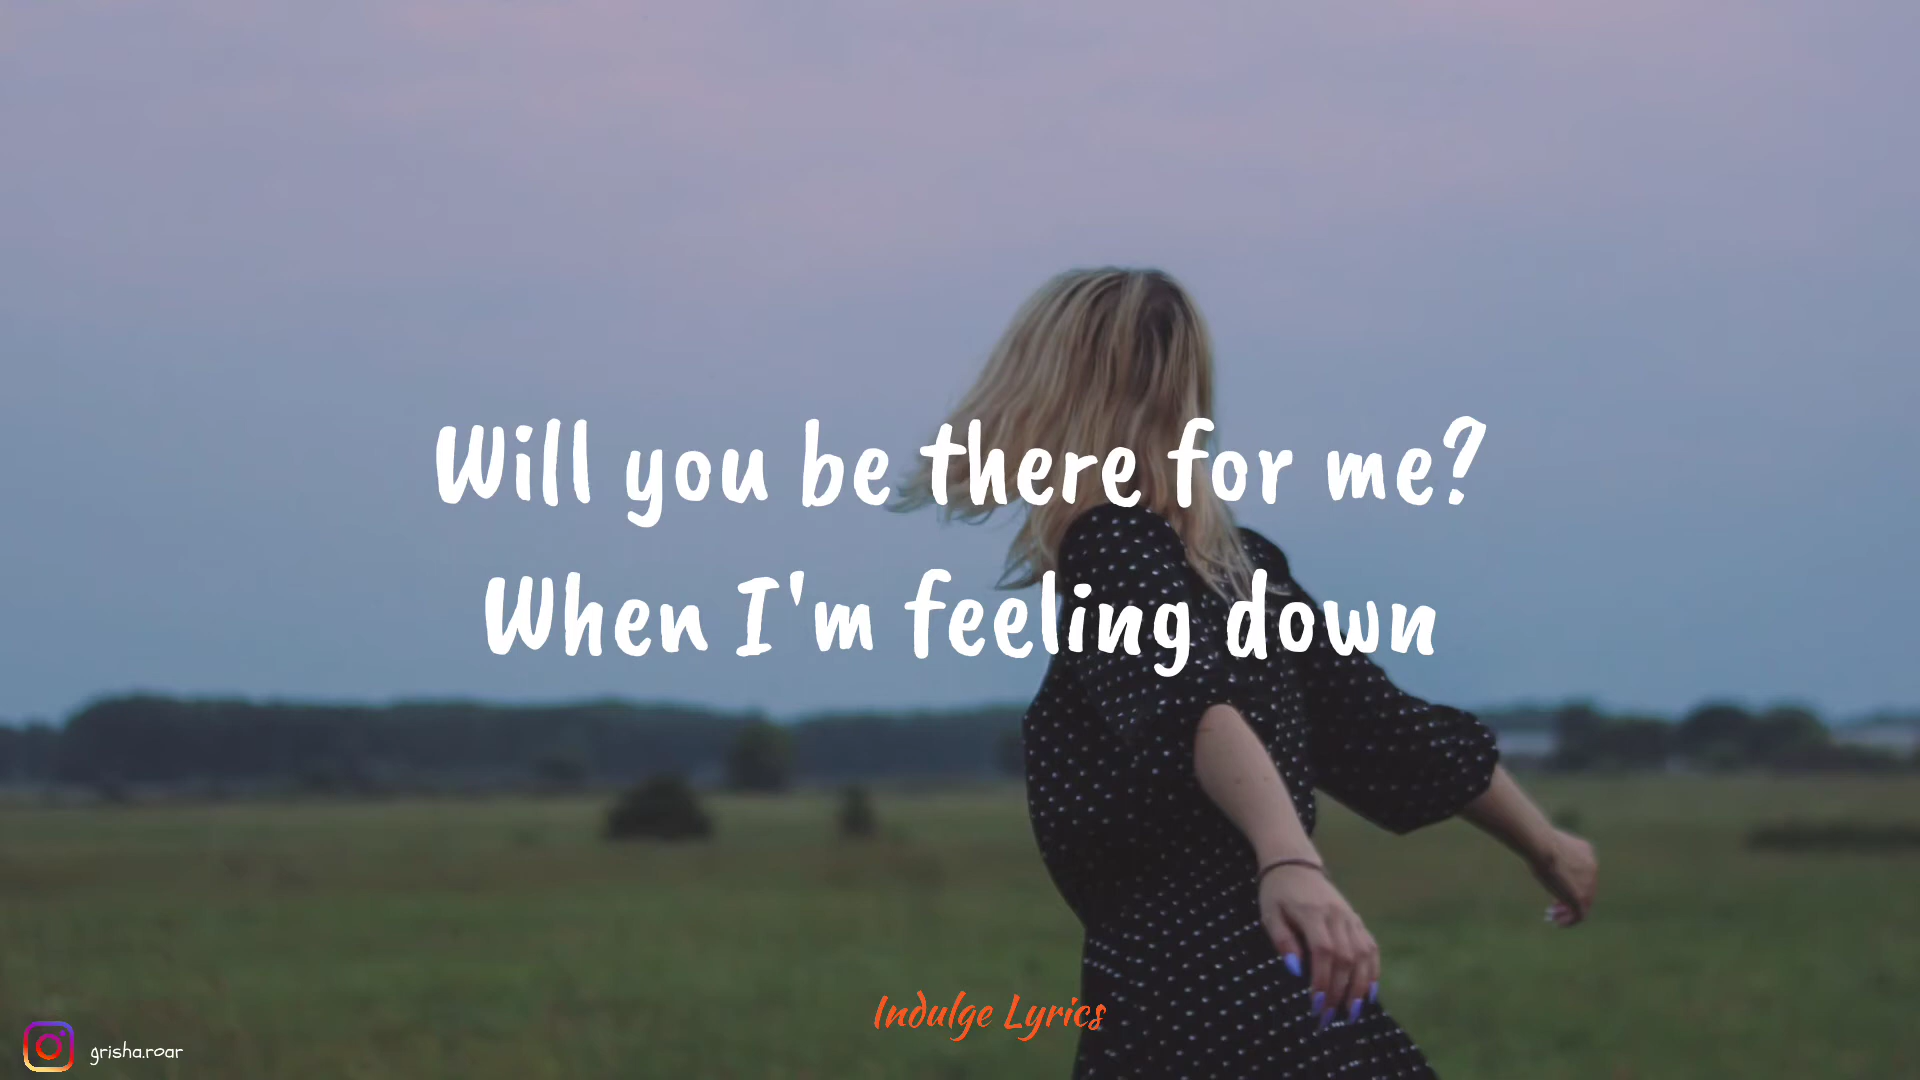 Will you be there for me?
When I'm feeling down
Indulge Lyrics
grisha.roar